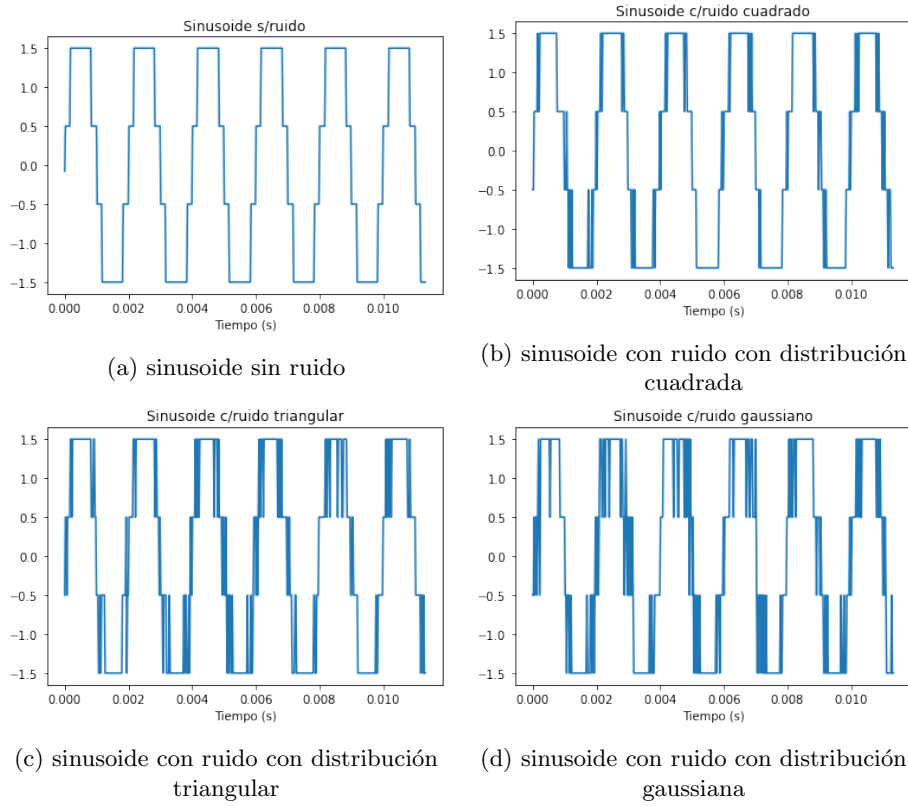 Sinusoide s/ruido
1.5
1.0
0.5
0.0
−0.5
−1.0
−1.5
0.000 0.002 0.004 0.006 0.008 0.010
Tiempo (s)
(a) sinusoide sin ruido
Sinusoide c/ruido cuadrado
1.5
1.0
0.5
0.0
−0.5
−1.0
−1.5
0.000 0.002 0.004 0.006 0.008 0.010
Tiempo (s)
(b) sinusoide con ruido con distribución
cuadrada
Sinusoide c/ruido triangular
1.5
1.0
0.5
0.0
−0.5
−1.0
−1.5
0.000 0.002 0.004 0.006 0.008 0.010
Tiempo (s)
(c) sinusoide con ruido con distribución
triangular
Sinusoide c/ruido gaussiano
1.5
1.0
0.5
0.0
−0.5
−1.0
−1.5
0.000 0.002 0.004 0.006 0.008 0.010
Tiempo (s)
(d) sinusoide con ruido con distribución
gaussiana